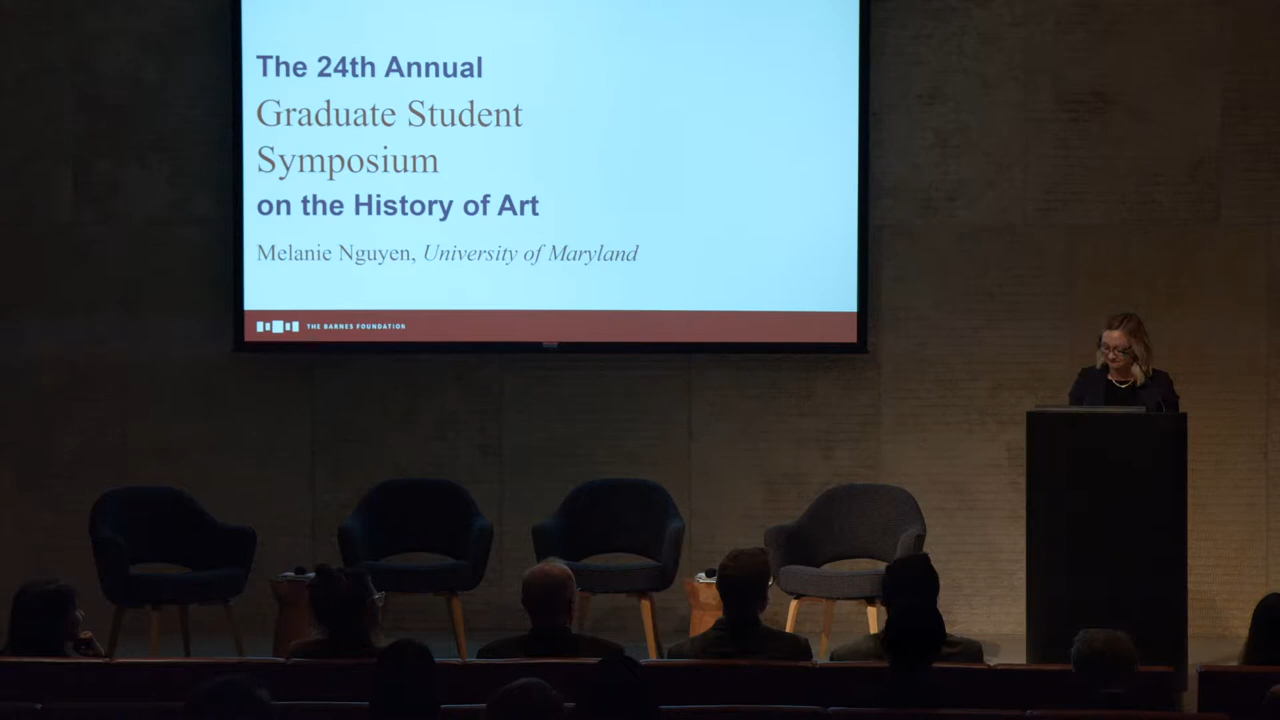 The 24th Annual
Graduate Student
Symposium
on the History of Art
Melanie Nguyen, University of Maryland
THE BARNES FOUNDATION